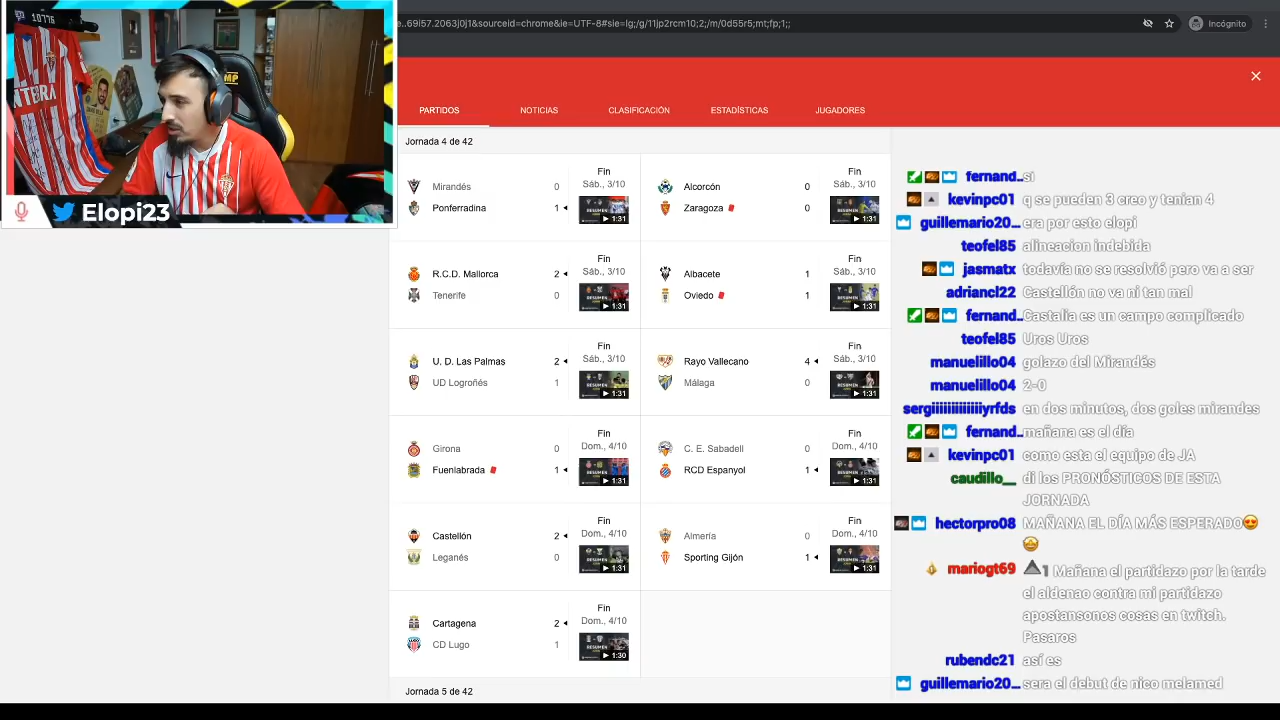 10776
Elopi23
..69i57.2063j0j1&sourceid=chrome&ie=UTF-8#sie=lg;/g/11jp2rcm10;2;/m/0d55r5;mt;fp;1;;
Incógnito
PARTIDOS
NOTICIAS
CLASIFICACIÓN
ESTADÍSTICAS
JUGADORES
Jornada 4 de 42
Mirandés 0
Ponferradina 1
Fin
Sáb., 3/10
1:31
Alcorcón 0
Zaragoza 0
Fin
Sáb., 3/10
1:31
R.C.D. Mallorca 2
Tenerife 0
Fin
Sáb., 3/10
1:31
Albacete 1
Oviedo 1
Fin
Sáb., 3/10
1:31
U. D. Las Palmas 2
UD Logroñés 1
Fin
Sáb., 3/10
1:31
Rayo Vallecano 4
Málaga 0
Fin
Sáb., 3/10
1:31
Girona 0
Fuenlabrada 1
Fin
Dom., 4/10
1:31
C. E. Sabadell 0
RCD Espanyol 1
Fin
Dom., 4/10
1:31
Castellón 2
Leganés 0
Fin
Dom., 4/10
1:31
Almería 0
Sporting Gijón 1
Fin
Dom., 4/10
1:31
Cartagena 2
CD Lugo 1
Fin
Dom., 4/10
1:30
Jornada 5 de 42
fernand.. si
kevinpc01 q se pueden 3 creo y tenian 4
guillemario20... era por esto elopi
teofel85 alineacion indebida
jasmatx todavía no se resolvió pero va a ser
adriancl22 Castellón no va ni tan mal
fernand.. Castalia es un campo complicado
teofel85 Uros Uros
manuelillo04 golazo del Mirandés
manuelillo04 2-0
sergiiiiiiiiiiiiiyrfds en dos minutos, dos goles mirandes
fernand.. mañana es el día
kevinpc01 como esta el equipo de JA
caudillo__ di los PRONÓSTICOS DE ESTA
JORNADA
hectorpro08 MAÑANA EL DÍA MÁS ESPERADO😍
🤩
mariogt69 1 Mañana el partidazo por la tarde
el aldenao contra mi partidazo
apostansonos cosas en twitch.
Pasaros
rubendc21 así es
guillemario20... sera el debut de nico melamed